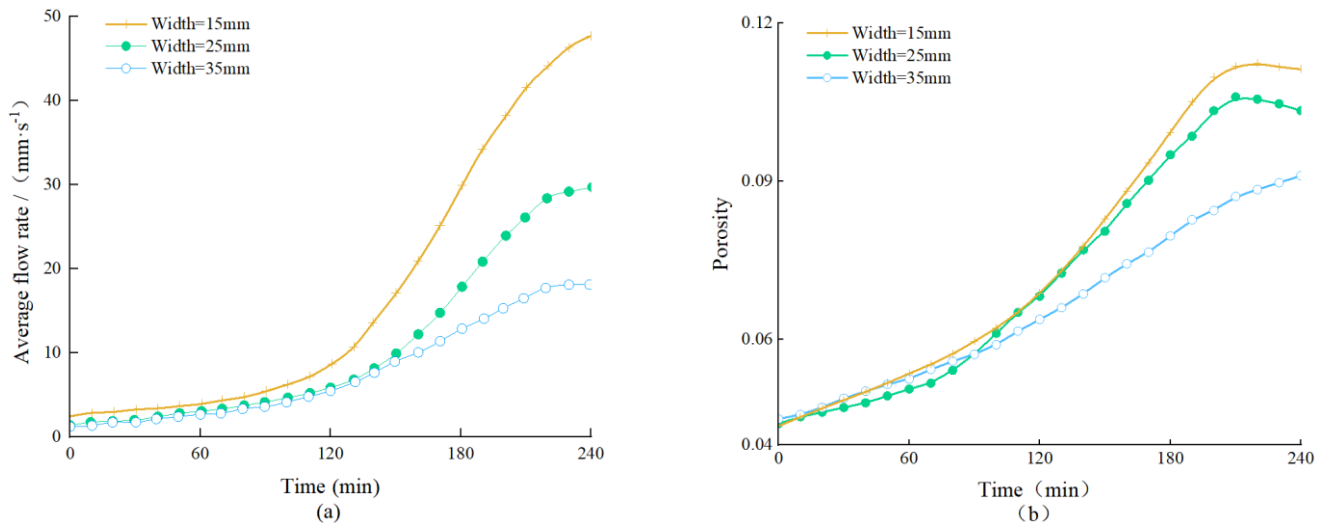 50
40
30
20
10
0
Average flow rate /（mm·s⁻¹）
Width=15mm
Width=25mm
Width=35mm
0 60 120 180 240
Time (min)
(a)
0.12
0.09
0.06
0.04
Porosity
Width=15mm
Width=25mm
Width=35mm
0 60 120 180 240
Time（min）
（b）